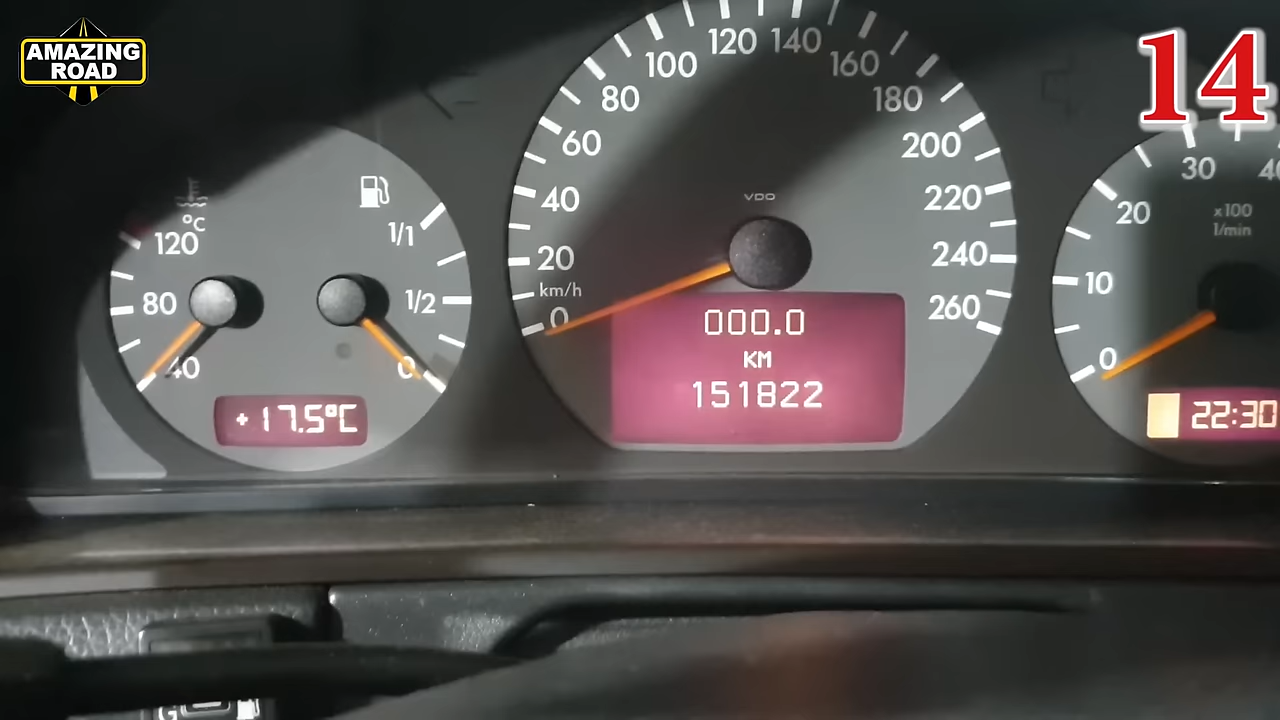 AMAZING
ROAD
14
°C
120
80
40
1/1
1/2
0
+17.5°C
0
20
40
60
80
100
120
140
160
180
200
220
240
260
km/h
VDO
000.0
KM
151822
0
10
20
30
x100
1/min
22:30
G